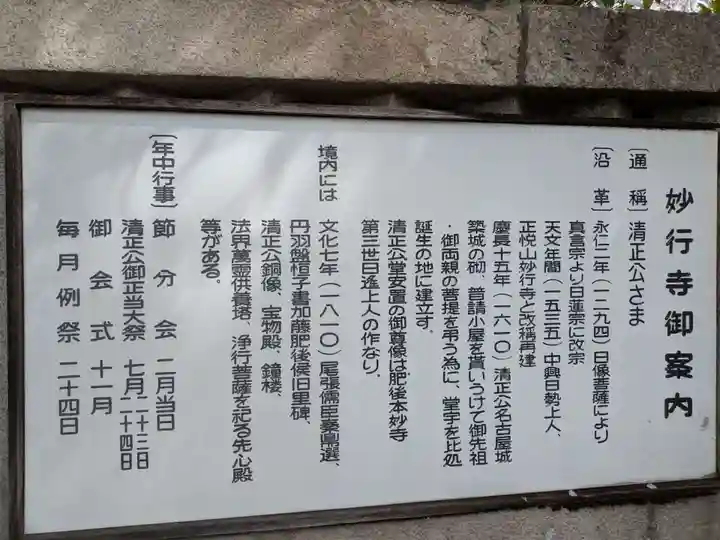 妙行寺御案内
〔通称〕清正公さま
〔沿革〕永仁二年(一二九四)日像菩薩により
真言宗より日蓮宗に改宗
天文年間(一五三五)中興日勢上人、
正悦山妙行寺と改稱再建
慶長十五年(一六一〇)清正公名古屋城
築城の砌、普請小屋を貰いうけて御先祖
・御両親の菩提を弔う為に、堂宇を此処
誕生の地に建立す。
清正公堂安置の御尊像は肥後本妙寺
第三世日遙上人の作なり。
境内には 文化七年(一八一〇)尾張儒臣秦鼎選、
丹羽盤恒子書加藤肥後侯旧里碑、
清正公銅像、宝物殿、鐘楼、
法界萬霊供養塔、浄行菩薩を祀る先心殿
等がある。
〔年中行事〕節分会 二月当日
清正公御正当大祭 七月二十三日 二十四日
御会式 十一月
毎月例祭 二十四日